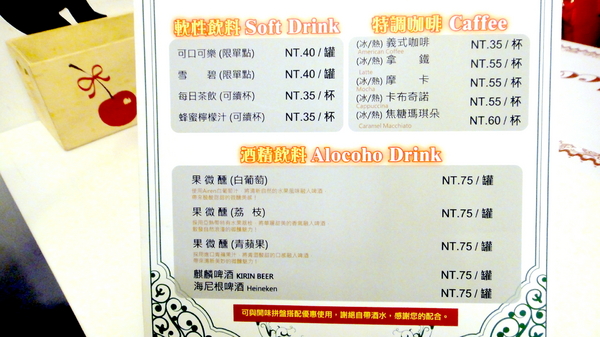 軟性飲料 Soft Drink
可口可樂 (限單點) NT.40 / 罐
雪 碧 (限單點) NT.40 / 罐
每日茶飲 (可續杯) NT.35 / 杯
蜂蜜檸檬汁 (可續杯) NT.35 / 杯
特調咖啡 Caffee
(冰/熱) 義式咖啡 NT.35 / 杯
American Coffee
(冰/熱) 拿 鐵 NT.55 / 杯
Latte
(冰/熱) 摩 卡 NT.55 / 杯
Mocha
(冰/熱) 卡布奇諾 NT.55 / 杯
Cappuccina
(冰/熱) 焦糖瑪琪朵 NT.60 / 杯
Caramel Macchiato
酒精飲料 Alocoho Drink
果微醺 (白葡萄) NT.75 / 罐
果微醺 (荔 枝) NT.75 / 罐
果微醺 (青蘋果) NT.75 / 罐
麒麟啤酒 KIRIN BEER NT.75 / 罐
海尼根啤酒 Heineken NT.75 / 罐
可與開味拼盤搭配優惠使用，謝絕自帶酒水，感謝您的配合。